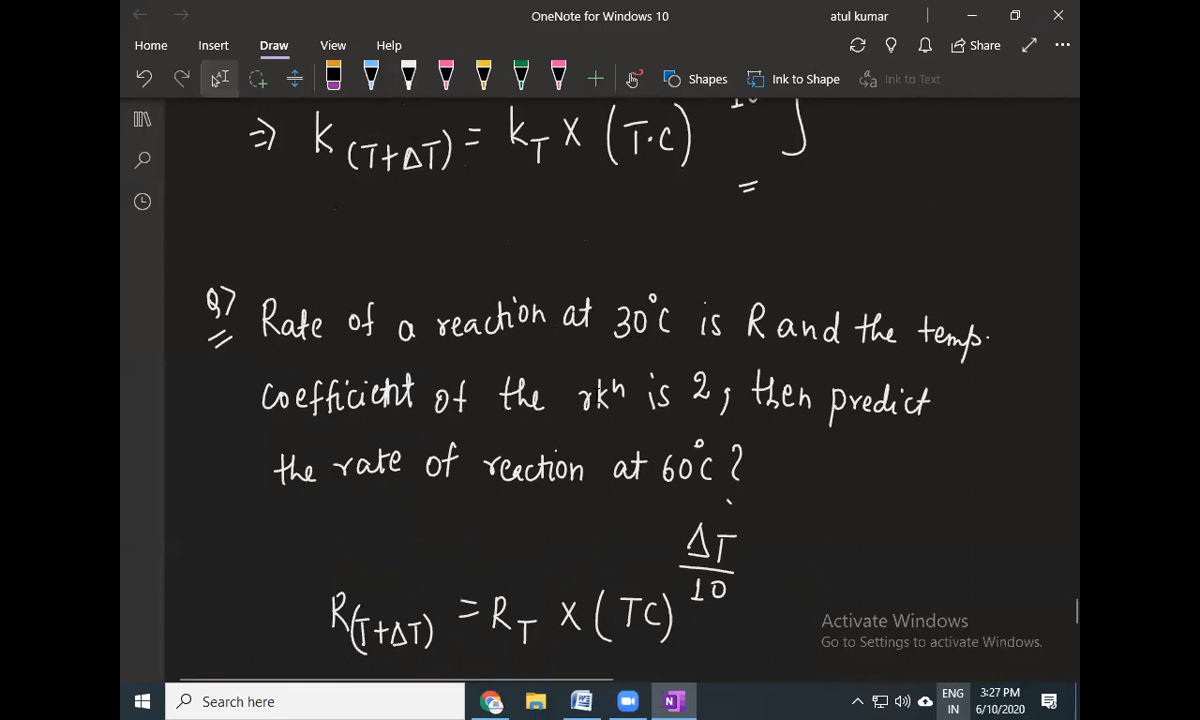 OneNote for Windows 10
atul kumar
Home Insert Draw View Help
Share
Shapes Ink to Shape Ink to Text
10
⇒ K(T+ΔT) = KT × (T.C)
=
Q⟩ Rate of a reaction at 30°C is R and the temp.
coefficient of the rxn is 2, then predict
the rate of reaction at 60°C?
ΔT
10
R(T+ΔT) = RT × (TC)
Activate Windows
Go to Settings to activate Windows.
Search here
ENG
IN
3:27 PM
6/10/2020